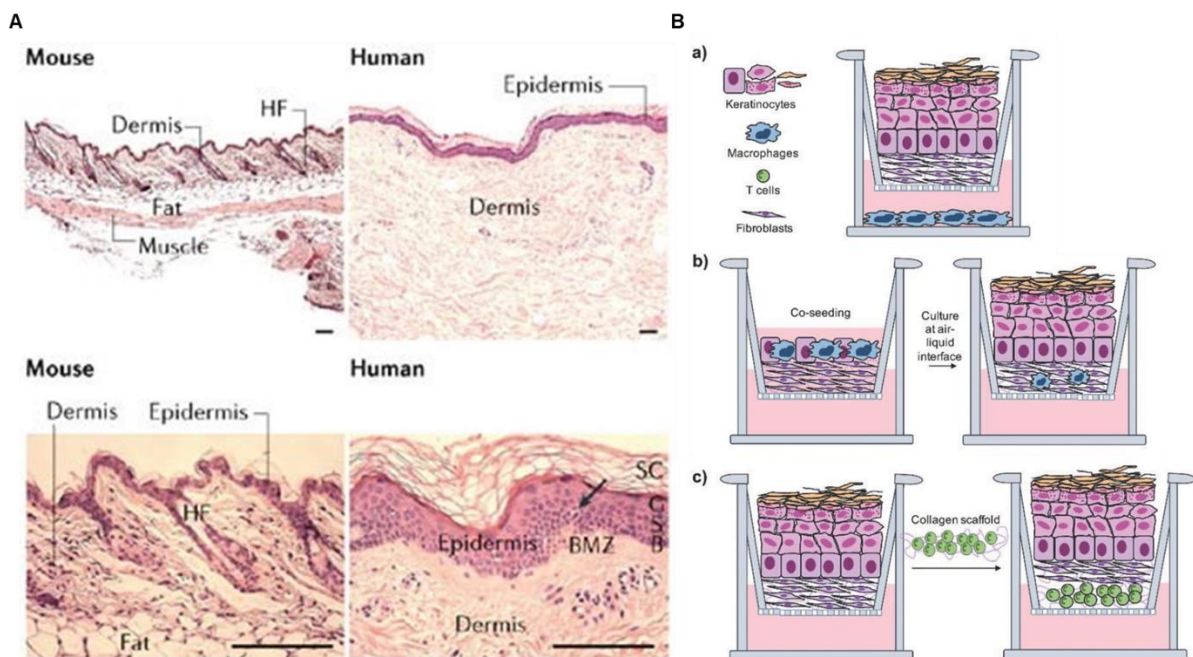 A
Mouse
Human
Epidermis
HF
Dermis
Fat
Muscle
Dermis
Mouse
Human
Dermis
Epidermis
HF
Fat
SC
C
S
B
Epidermis
BMZ
Dermis
B
a)
Keratinocytes
Macrophages
T cells
Fibroblasts
b)
Co-seeding
Culture
at air-
liquid
interface
c)
Collagen scaffold